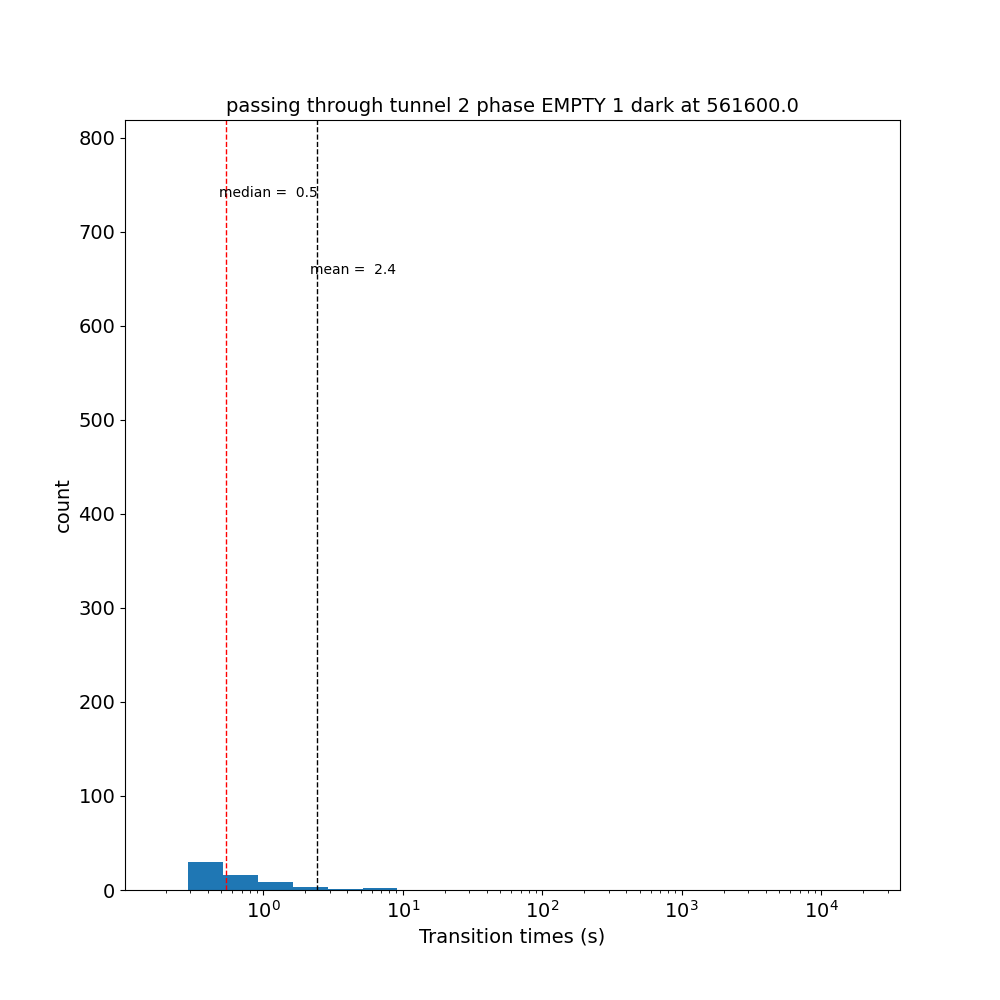 passing through tunnel 2 phase EMPTY 1 dark at 561600.0
800
700
600
500
400
300
200
100
0
count
median =  0.5
mean =  2.4
10⁰ 10¹ 10² 10³ 10⁴
Transition times (s)